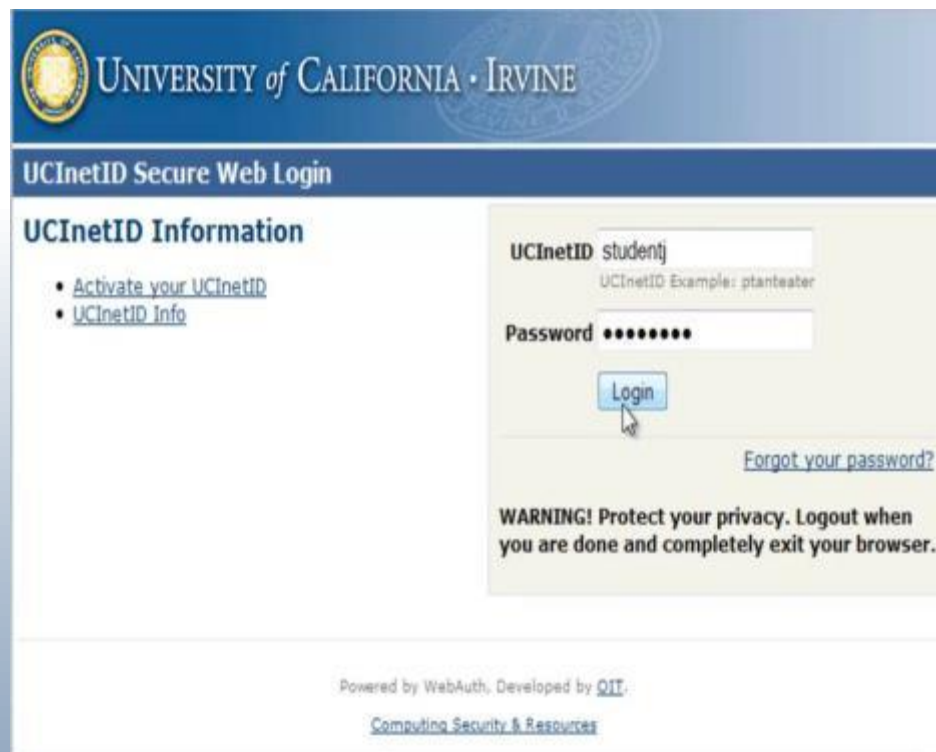 UNIVERSITY of CALIFORNIA · IRVINE
UCInetID Secure Web Login
UCInetID Information
• Activate your UCInetID
• UCInetID Info
UCInetID studentj
UCInetID Example: ptanteater
Password ••••••••
Login
Forgot your password?
WARNING! Protect your privacy. Logout when
you are done and completely exit your browser.
Powered by WebAuth. Developed by OIT.
Computing Security & Resources